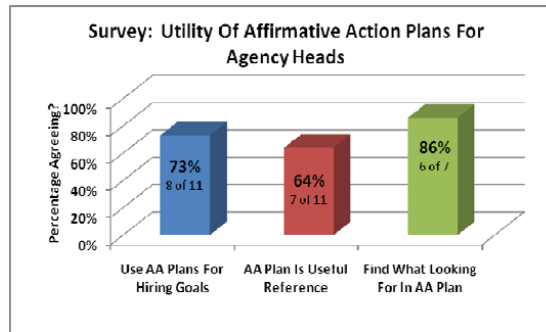 Survey: Utility Of Affirmative Action Plans For
Agency Heads
Percentage Agreeing?
100%
80%
60%
40%
20%
0%
73%
8 of 11
64%
7 of 11
86%
6 of 7
Use AA Plans For
Hiring Goals
AA Plan Is Useful
Reference
Find What Looking
For In AA Plan